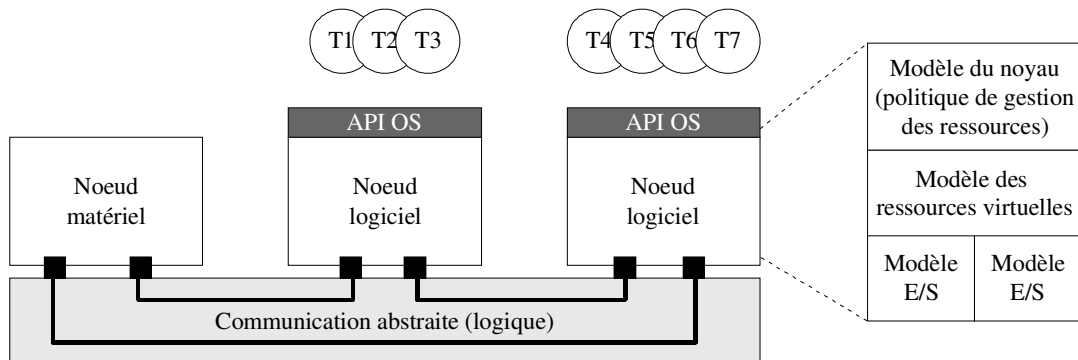 T1 T2 T3
T4 T5 T6 T7
API OS
API OS
Noeud
matériel
Noeud
logiciel
Noeud
logiciel
Communication abstraite (logique)
Modèle du noyau
(politique de gestion
des ressources)
Modèle des
ressources virtuelles
Modèle
E/S
Modèle
E/S